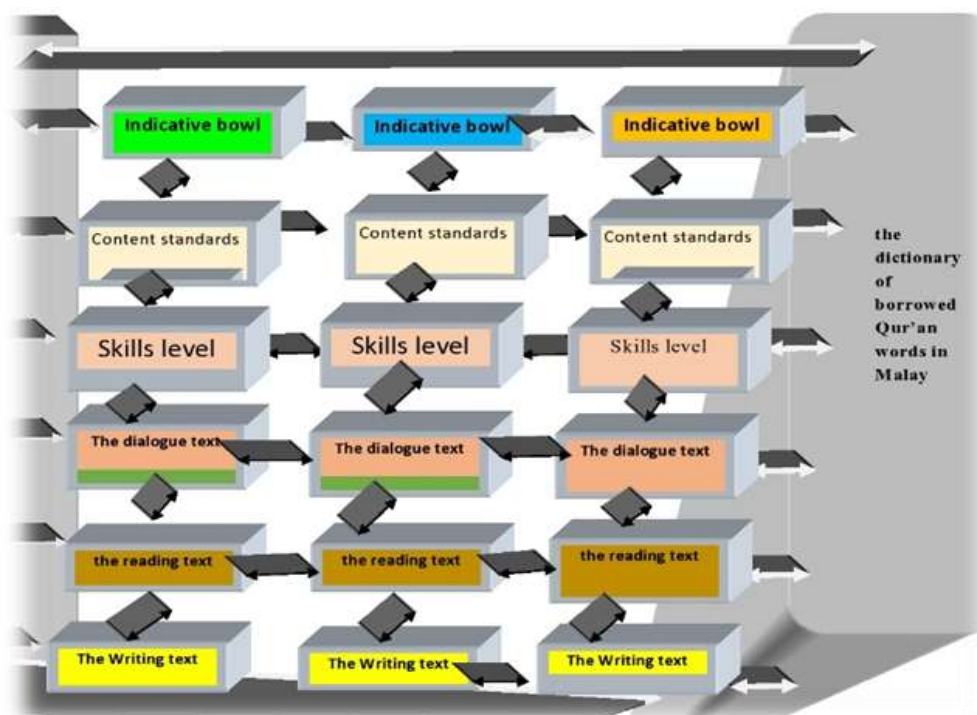 Indicative bowl
Indicative bowl
Indicative bowl
Content standards
Content standards
Content standards
Skills level
Skills level
Skills level
The dialogue text
The dialogue text
The dialogue text
the reading text
the reading text
the reading text
The Writing text
The Writing text
The Writing text
the
dictionary
of
borrowed
Qur'an
words in
Malay